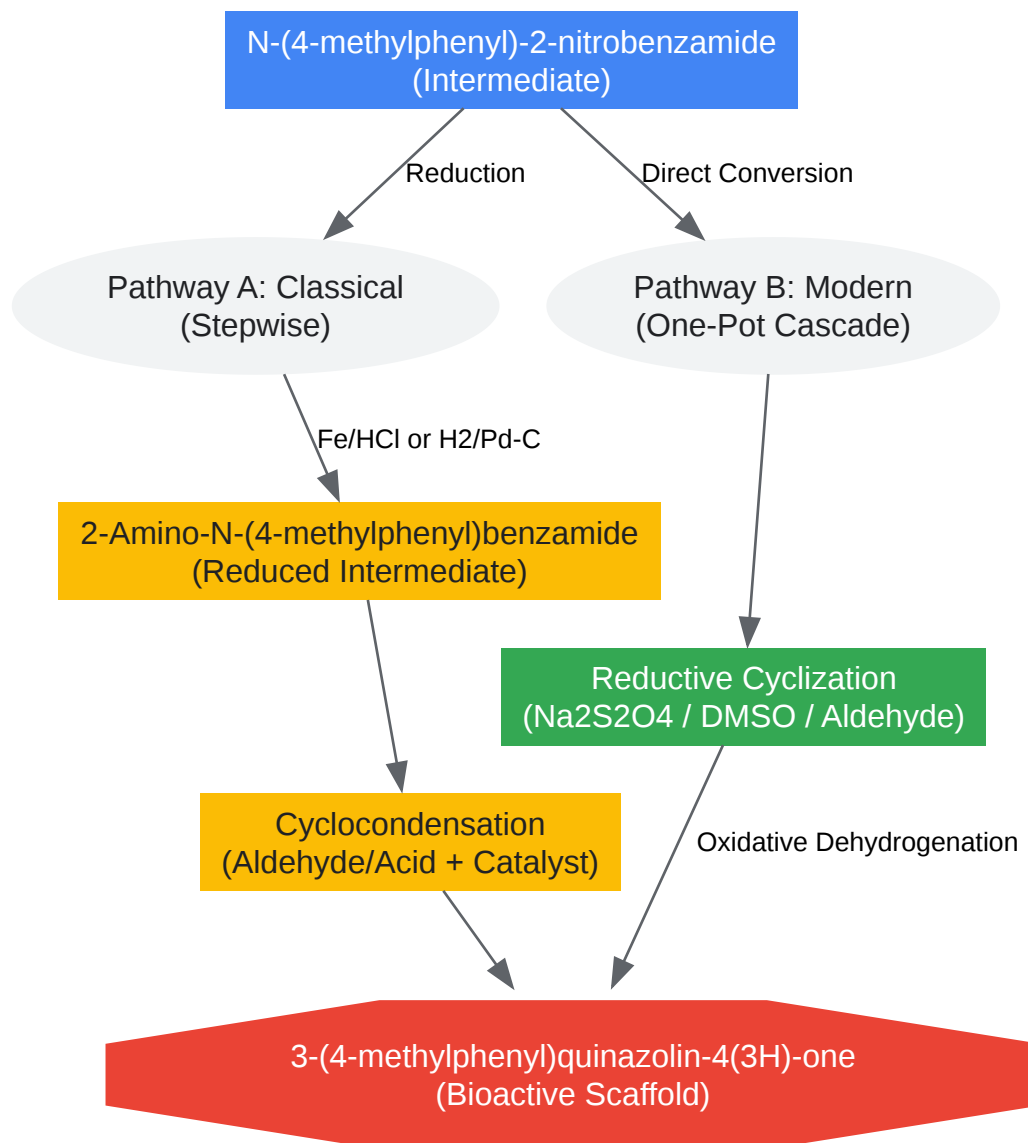 N-(4-methylphenyl)-2-nitrobenzamide
(Intermediate)
Reduction
Direct Conversion
Pathway A: Classical
(Stepwise)
Pathway B: Modern
(One-Pot Cascade)
Fe/HCl or H2/Pd-C
2-Amino-N-(4-methylphenyl)benzamide
(Reduced Intermediate)
Reductive Cyclization
(Na2S2O4 / DMSO / Aldehyde)
Cyclocondensation
(Aldehyde/Acid + Catalyst)
Oxidative Dehydrogenation
3-(4-methylphenyl)quinazolin-4(3H)-one
(Bioactive Scaffold)